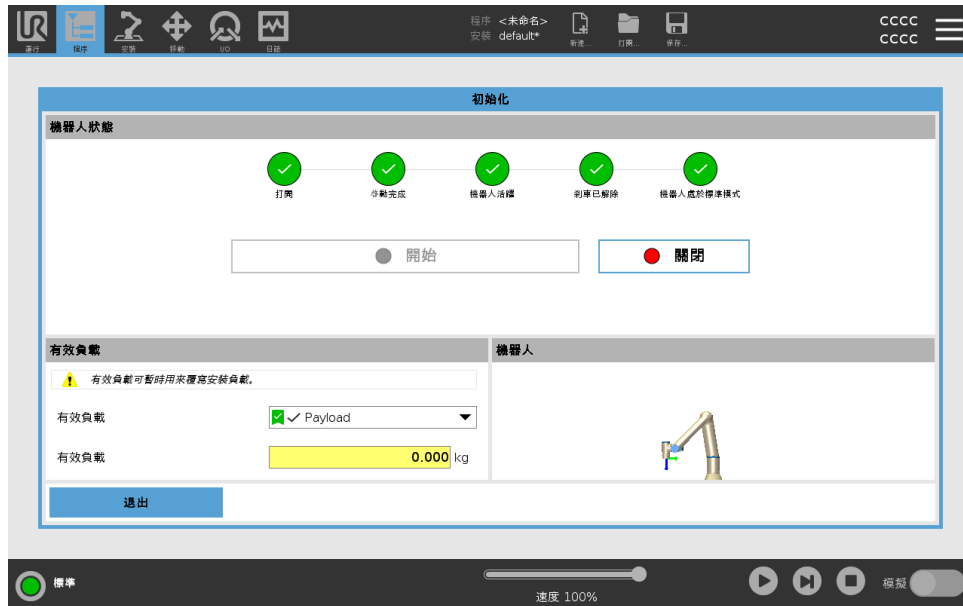 程序 <未命名>
安裝 default*
CCCC
CCCC
運行 程序 安裝 移動 I/O 日誌 新建... 打開... 保存...
初始化
機器人狀態
打開 啓動完成 機器人活躍 剎車已解除 機器人處於標準模式
開始 關閉
有效負載 機器人
有效負載可暫時用來覆寫安裝負載。
有效負載 Payload
有效負載 0.000 kg
退出
標準
速度 100%
模擬